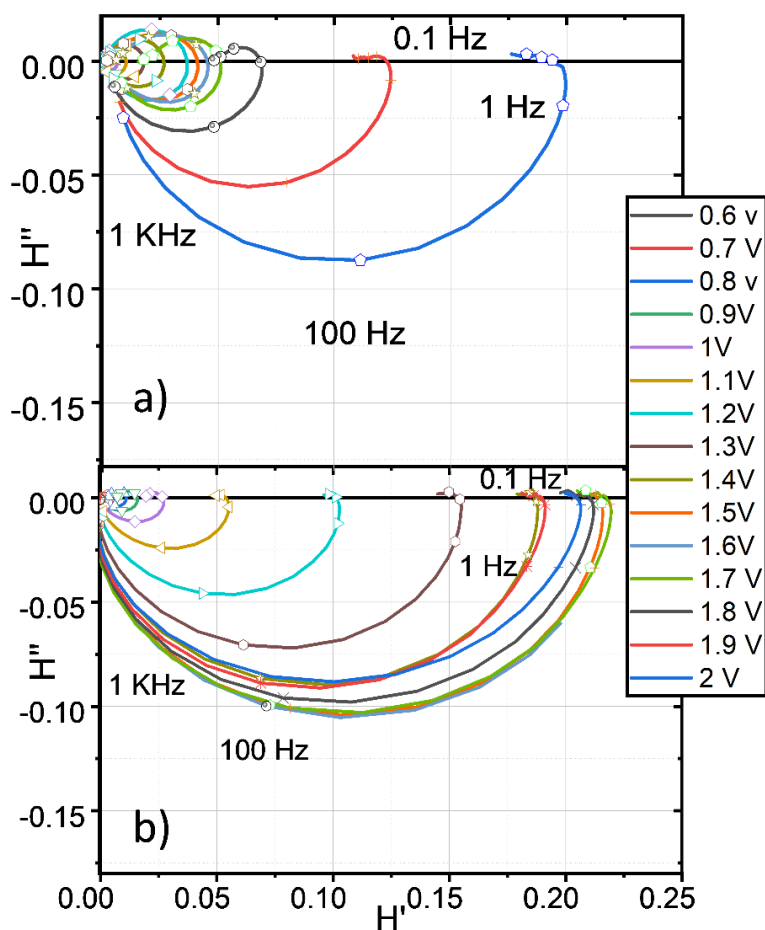 a)
0.00
-0.05
-0.10
-0.15
H''
0.1 Hz
1 Hz
1 KHz
100 Hz
0.6 v
0.7 V
0.8 v
0.9V
1V
1.1V
1.2V
1.3V
1.4V
1.5V
1.6V
1.7 V
1.8 V
1.9 V
2 V
b)
0.00
-0.05
-0.10
-0.15
H''
0.1 Hz
1 Hz
1 KHz
100 Hz
0.00 0.05 0.10 0.15 0.20 0.25
H'
a)
b)